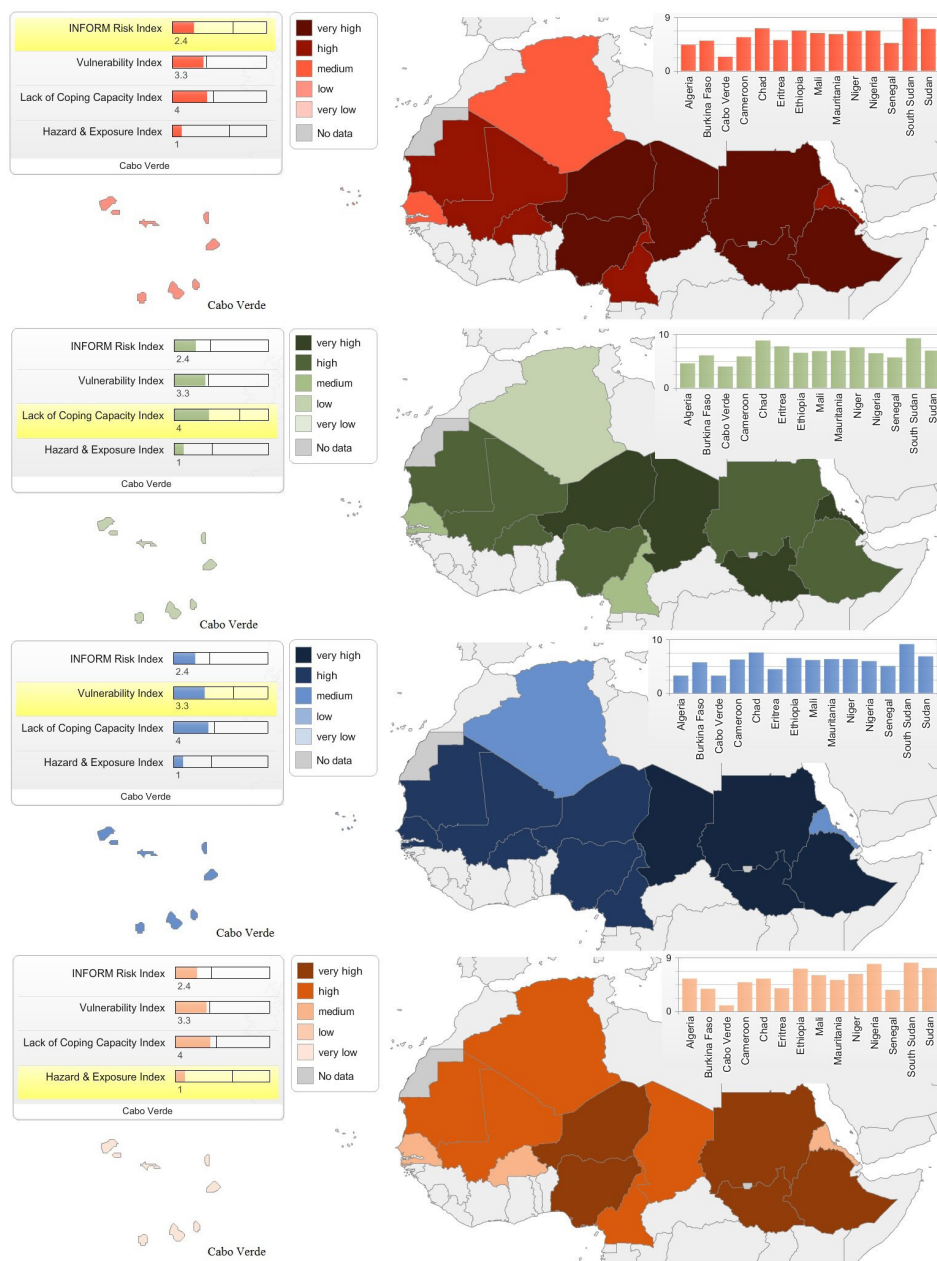 INFORM Risk Index
2.4
Vulnerability Index
3.3
Lack of Coping Capacity Index
4
Hazard & Exposure Index
1
Cabo Verde
very high
high
medium
low
very low
No data
9
0
Algeria
Burkina Faso
Cabo Verde
Cameroon
Chad
Eritrea
Ethiopia
Mali
Mauritania
Niger
Nigeria
Senegal
South Sudan
Sudan
Cabo Verde
INFORM Risk Index
2.4
Vulnerability Index
3.3
Lack of Coping Capacity Index
4
Hazard & Exposure Index
1
Cabo Verde
very high
high
medium
low
very low
No data
10
0
Algeria
Burkina Faso
Cabo Verde
Cameroon
Chad
Eritrea
Ethiopia
Mali
Mauritania
Niger
Nigeria
Senegal
South Sudan
Sudan
Cabo Verde
INFORM Risk Index
2.4
Vulnerability Index
3.3
Lack of Coping Capacity Index
4
Hazard & Exposure Index
1
Cabo Verde
very high
high
medium
low
very low
No data
10
0
Algeria
Burkina Faso
Cabo Verde
Cameroon
Chad
Eritrea
Ethiopia
Mali
Mauritania
Niger
Nigeria
Senegal
South Sudan
Sudan
Cabo Verde
INFORM Risk Index
2.4
Vulnerability Index
3.3
Lack of Coping Capacity Index
4
Hazard & Exposure Index
1
Cabo Verde
very high
high
medium
low
very low
No data
9
0
Algeria
Burkina Faso
Cabo Verde
Cameroon
Chad
Eritrea
Ethiopia
Mali
Mauritania
Niger
Nigeria
Senegal
South Sudan
Sudan
Cabo Verde